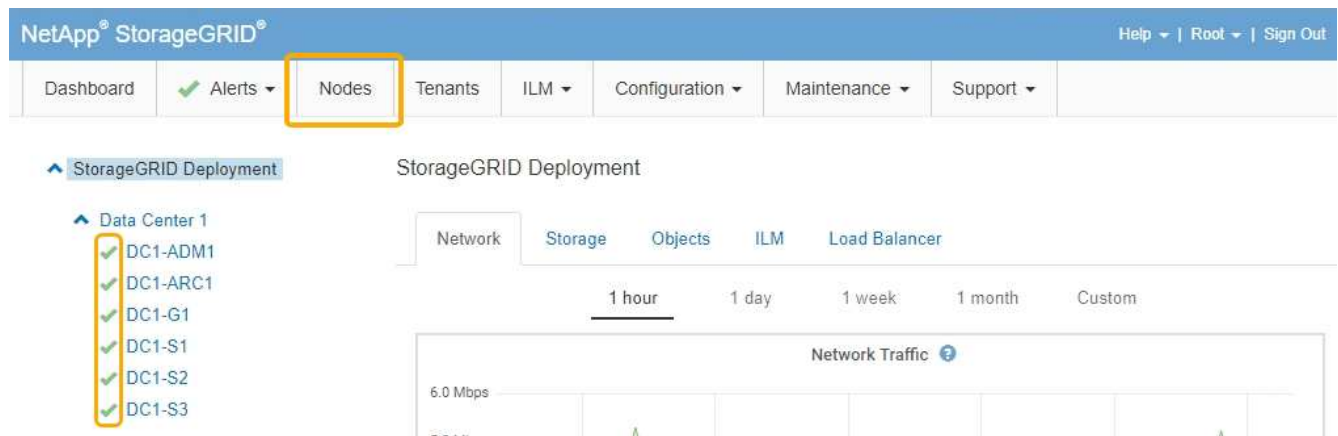 NetApp® StorageGRID®
Help | Root | Sign Out
Dashboard Alerts Nodes Tenants ILM Configuration Maintenance Support
StorageGRID Deployment
Data Center 1
DC1-ADM1
DC1-ARC1
DC1-G1
DC1-S1
DC1-S2
DC1-S3
StorageGRID Deployment
Network Storage Objects ILM Load Balancer
1 hour 1 day 1 week 1 month Custom
Network Traffic ?
6.0 Mbps